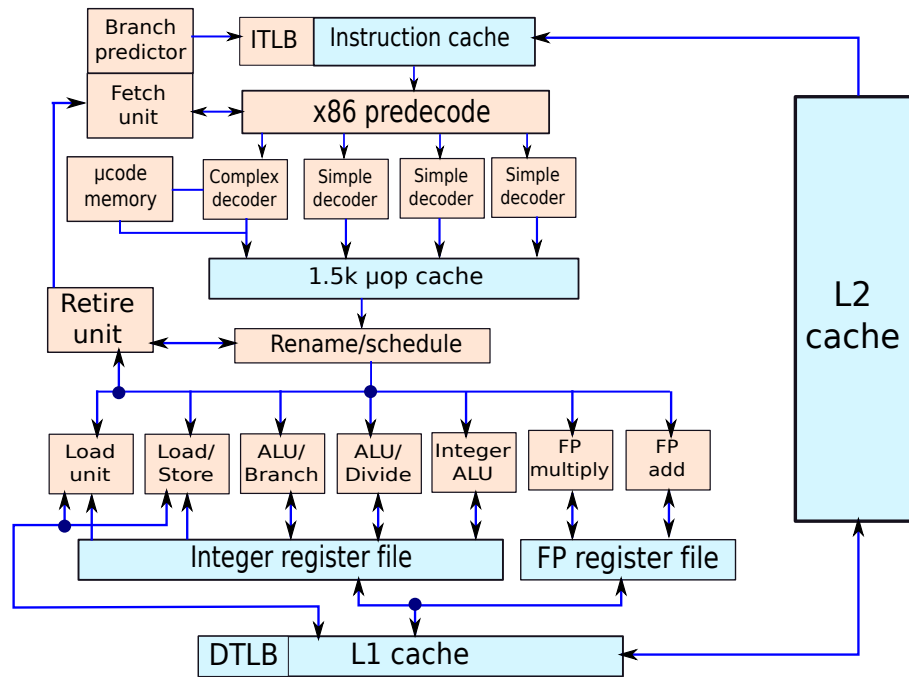 Branch
predictor
ITLB
Instruction cache
Fetch
unit
x86 predecode
µcode
memory
Complex
decoder
Simple
decoder
Simple
decoder
Simple
decoder
1.5k µop cache
L2
cache
Retire
unit
Rename/schedule
Load
unit
Load/
Store
ALU/
Branch
ALU/
Divide
Integer
ALU
FP
multiply
FP
add
Integer register file
FP register file
DTLB
L1 cache